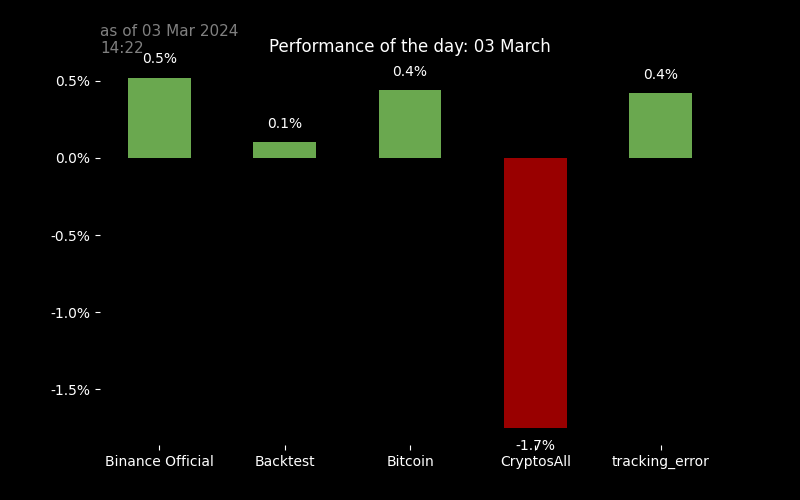 as of 03 Mar 2024
14:22
Performance of the day: 03 March
0.5%
0.1%
0.4%
-1.7%
0.4%
0.5%
0.0%
-0.5%
-1.0%
-1.5%
Binance Official
Backtest
Bitcoin
CryptosAll
tracking_error